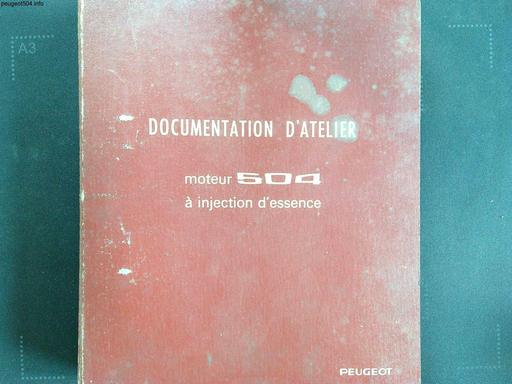 peugeot504.info
A3
DOCUMENTATION D'ATELIER
moteur 504
à injection d'essence
PEUGEOT